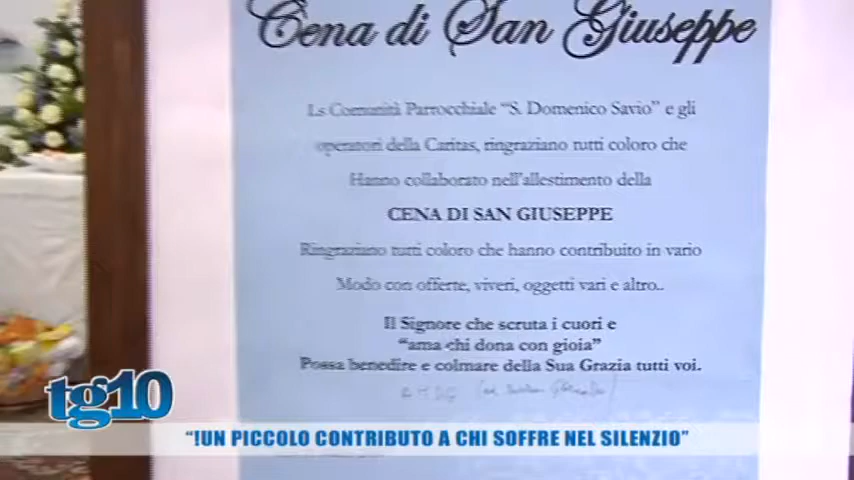 Cena di San Giuseppe
Ls Comunità Parrocchiale "S. Domenico Savio" e gli
operatori della Caritas, ringraziano tutti coloro che
Hanno collaborato nell'allestimento della
CENA DI SAN GIUSEPPE
Ringraziano tutti coloro che hanno contribuito in vario
Modo con offerte, viveri, oggetti vari e altro..
Il Signore che scruta i cuori e
"ama chi dona con gioia"
Possa benedire e colmare della Sua Grazia tutti voi.
tg10
"!UN PICCOLO CONTRIBUTO A CHI SOFFRE NEL SILENZIO"